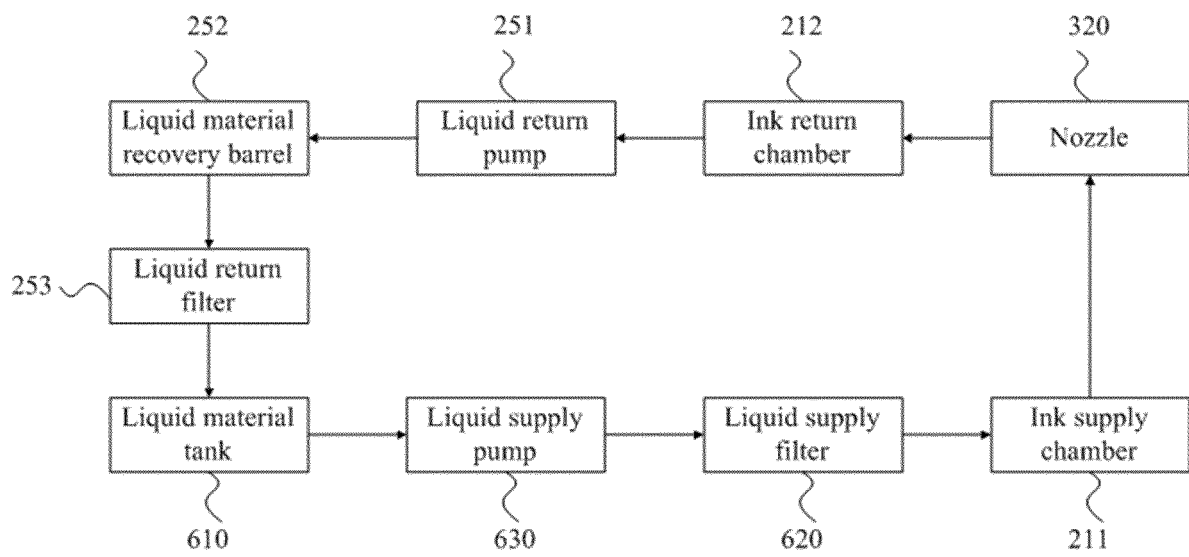 252
251
212
320
Liquid material
recovery barrel
Liquid return
pump
Ink return
chamber
Nozzle
253
Liquid return
filter
Liquid material
tank
Liquid supply
pump
Liquid supply
filter
Ink supply
chamber
610
630
620
211